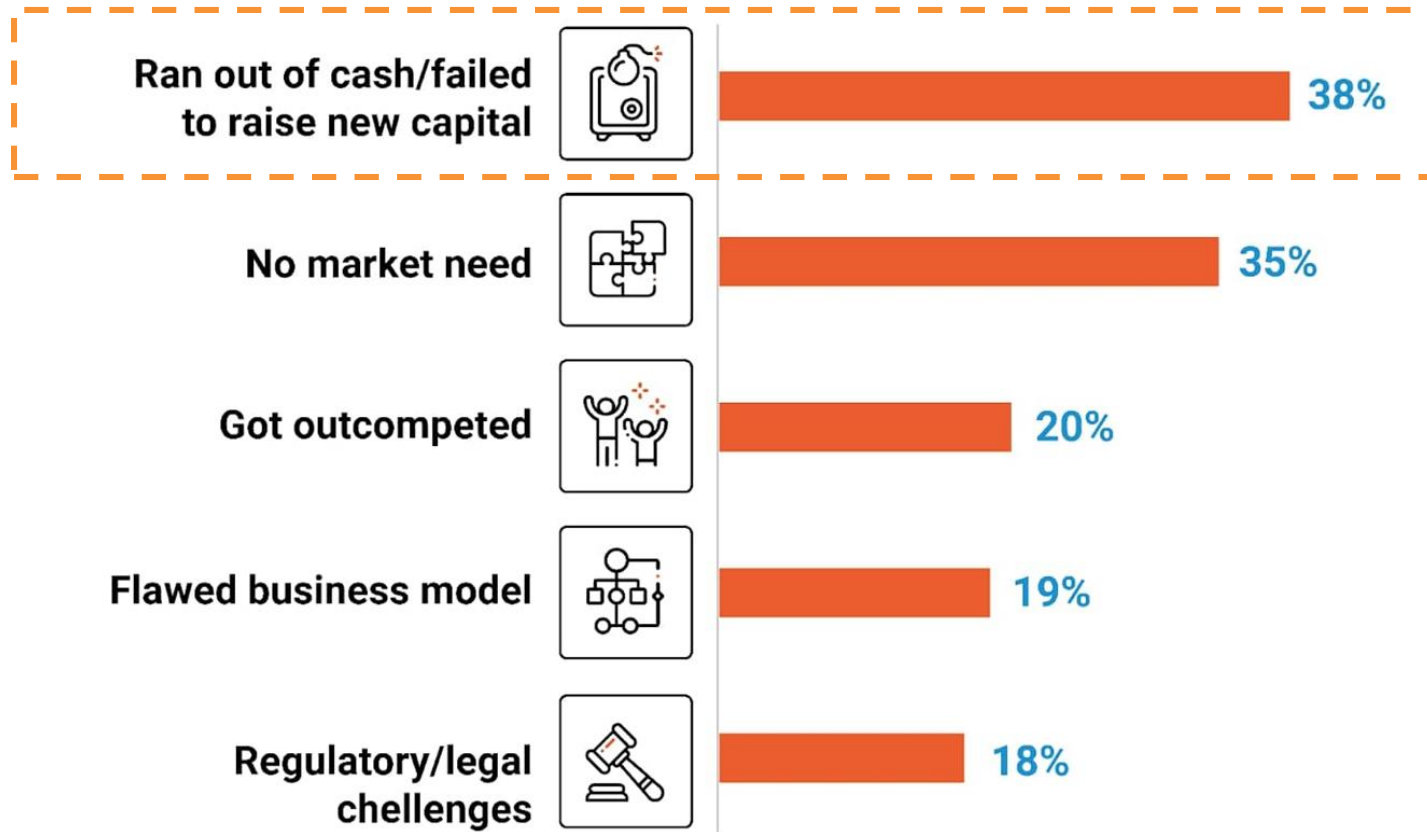 Ran out of cash/failed
to raise new capital
38%
No market need
35%
Got outcompeted
20%
Flawed business model
19%
Regulatory/legal
chellenges
18%